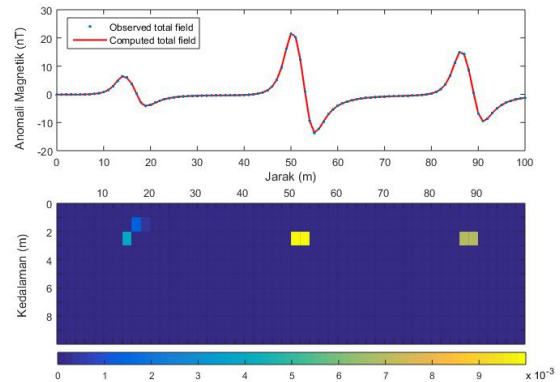 30
20
10
0
-10
-20
Anomali Magnetik (nT)
Observed total field
Computed total field
0 10 20 30 40 50 60 70 80 90 100
Jarak (m)
10 20 30 40 50 60 70 80 90
0
2
4
6
8
Kedalaman (m)
0 1 2 3 4 5 6 7 8 9 x 10⁻³